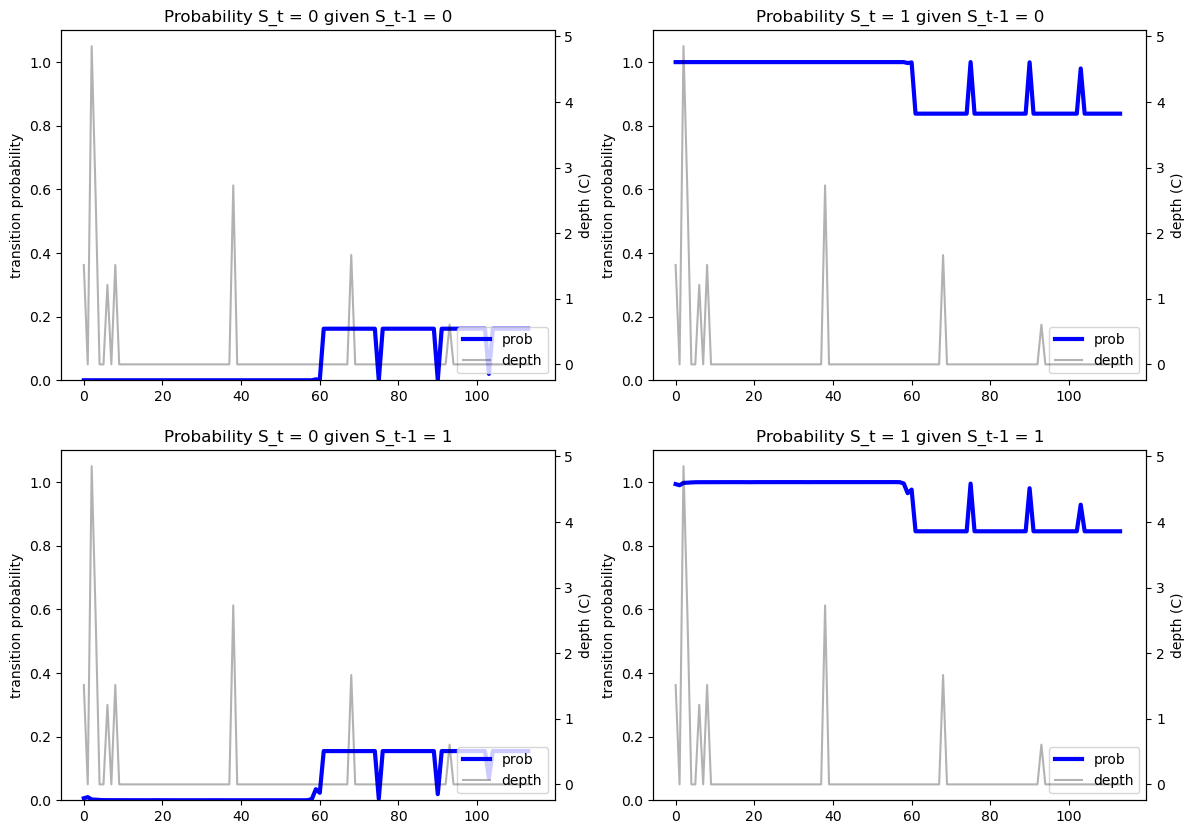 Probability S_t = 0 given S_t-1 = 0
transition probability
1.0
0.8
0.6
0.4
0.2
0.0
0 20 40 60 80 100
5
4
3
2
1
0
depth (C)
prob
depth
Probability S_t = 1 given S_t-1 = 0
transition probability
1.0
0.8
0.6
0.4
0.2
0.0
0 20 40 60 80 100
5
4
3
2
1
0
depth (C)
prob
depth
Probability S_t = 0 given S_t-1 = 1
transition probability
1.0
0.8
0.6
0.4
0.2
0.0
0 20 40 60 80 100
5
4
3
2
1
0
depth (C)
prob
depth
Probability S_t = 1 given S_t-1 = 1
transition probability
1.0
0.8
0.6
0.4
0.2
0.0
0 20 40 60 80 100
5
4
3
2
1
0
depth (C)
prob
depth